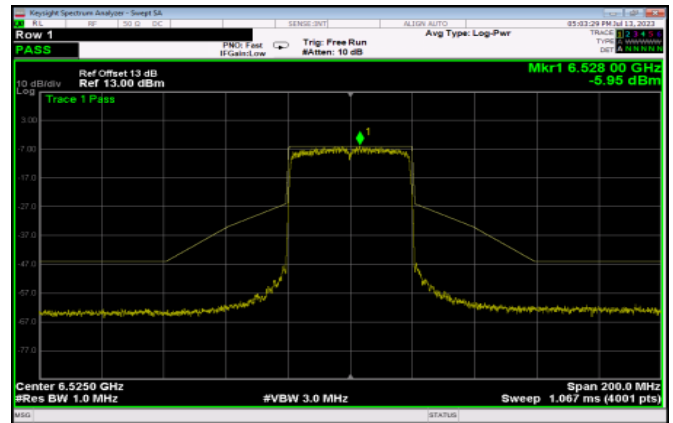 Keysight Spectrum Analyzer - Swept SA
RL RF 50 Ω DC SENSE:INT ALIGN AUTO 05:03:29 PM Jul 13, 2023
Row 1 Avg Type: Log-Pwr TRACE 1 2 3 4 5 6
PASS PNO: Fast Trig: Free Run TYPE A WWWWW
IFGain:Low #Atten: 10 dB DET A N N N N N
Mkr1 6.528 00 GHz
Ref Offset 13 dB
10 dB/div Ref 13.00 dBm -5.95 dBm
Log
Trace 1 Pass
3.00
1
-7.00
-17.0
-27.0
-37.0
-47.0
-57.0
-67.0
-77.0
Center 6.5250 GHz Span 200.0 MHz
#Res BW 1.0 MHz #VBW 3.0 MHz Sweep 1.067 ms (4001 pts)
MSG STATUS